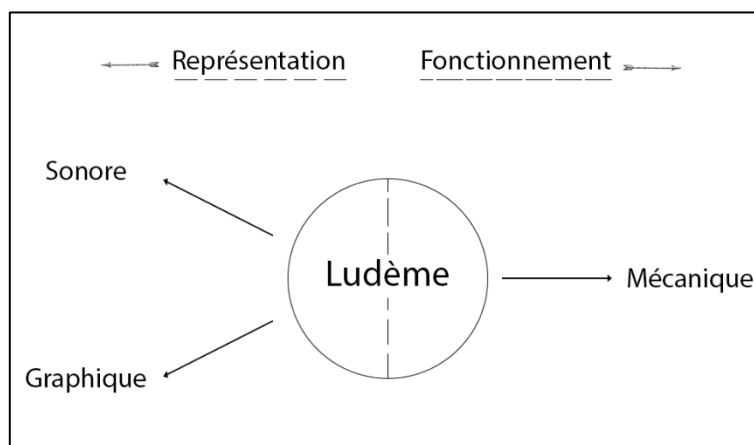 Représentation Fonctionnement
Sonore
Ludème
Mécanique
Graphique